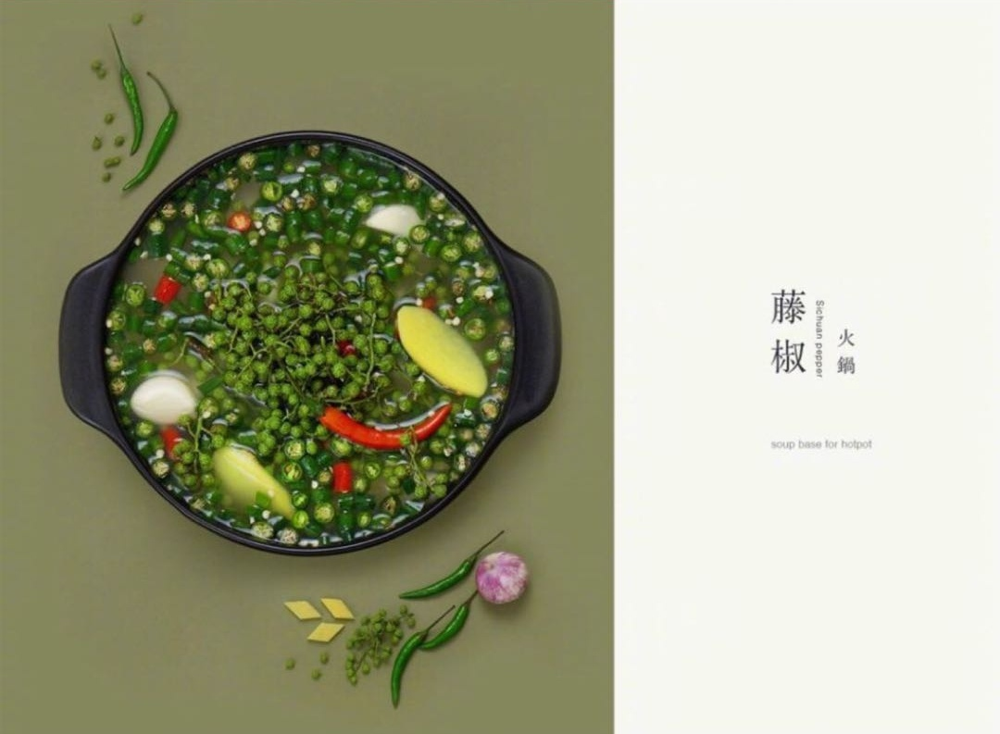 藤椒
Sichuan pepper
火鍋
soup base for hotpot